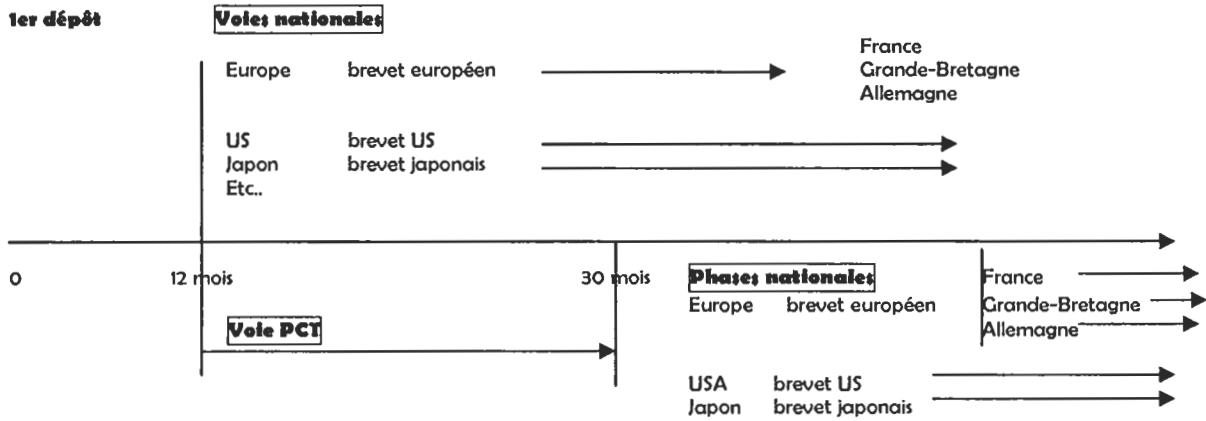 1er dépôt
Voies nationales
Europe brevet européen
France
Grande-Bretagne
Allemagne
US brevet US
Japon brevet japonais
Etc..
0 12 mois 30 mois
Phases nationales
Europe brevet européen
France
Grande-Bretagne
Allemagne
Voie PCT
USA brevet US
Japon brevet japonais